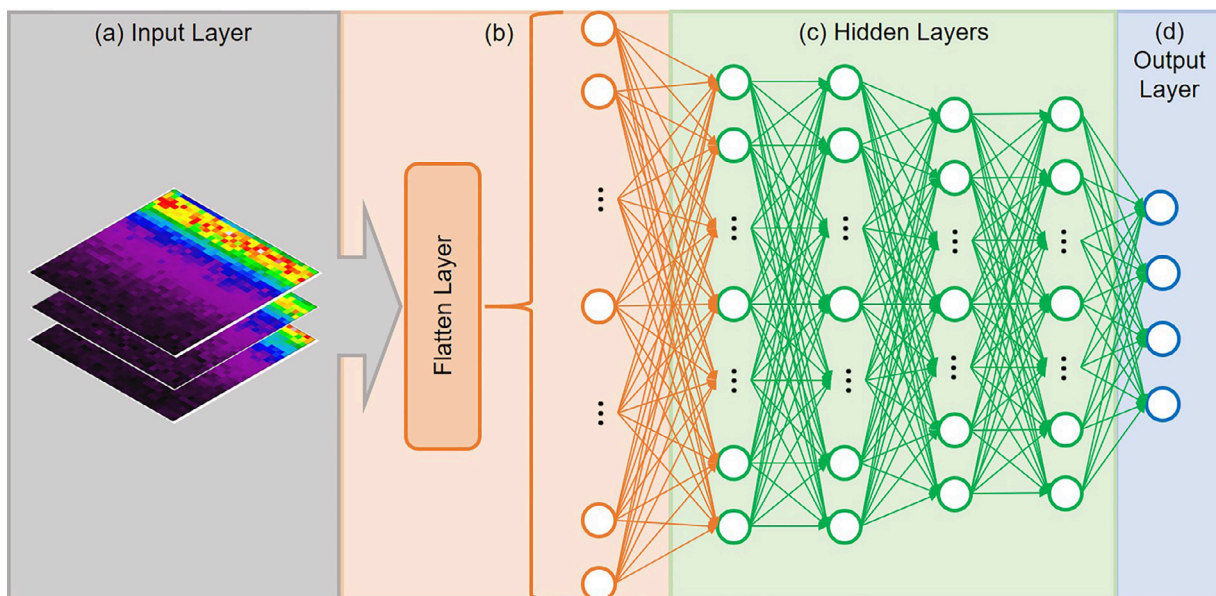 (a) Input Layer
(b)
(c) Hidden Layers
(d)
Output
Layer
Flatten Layer